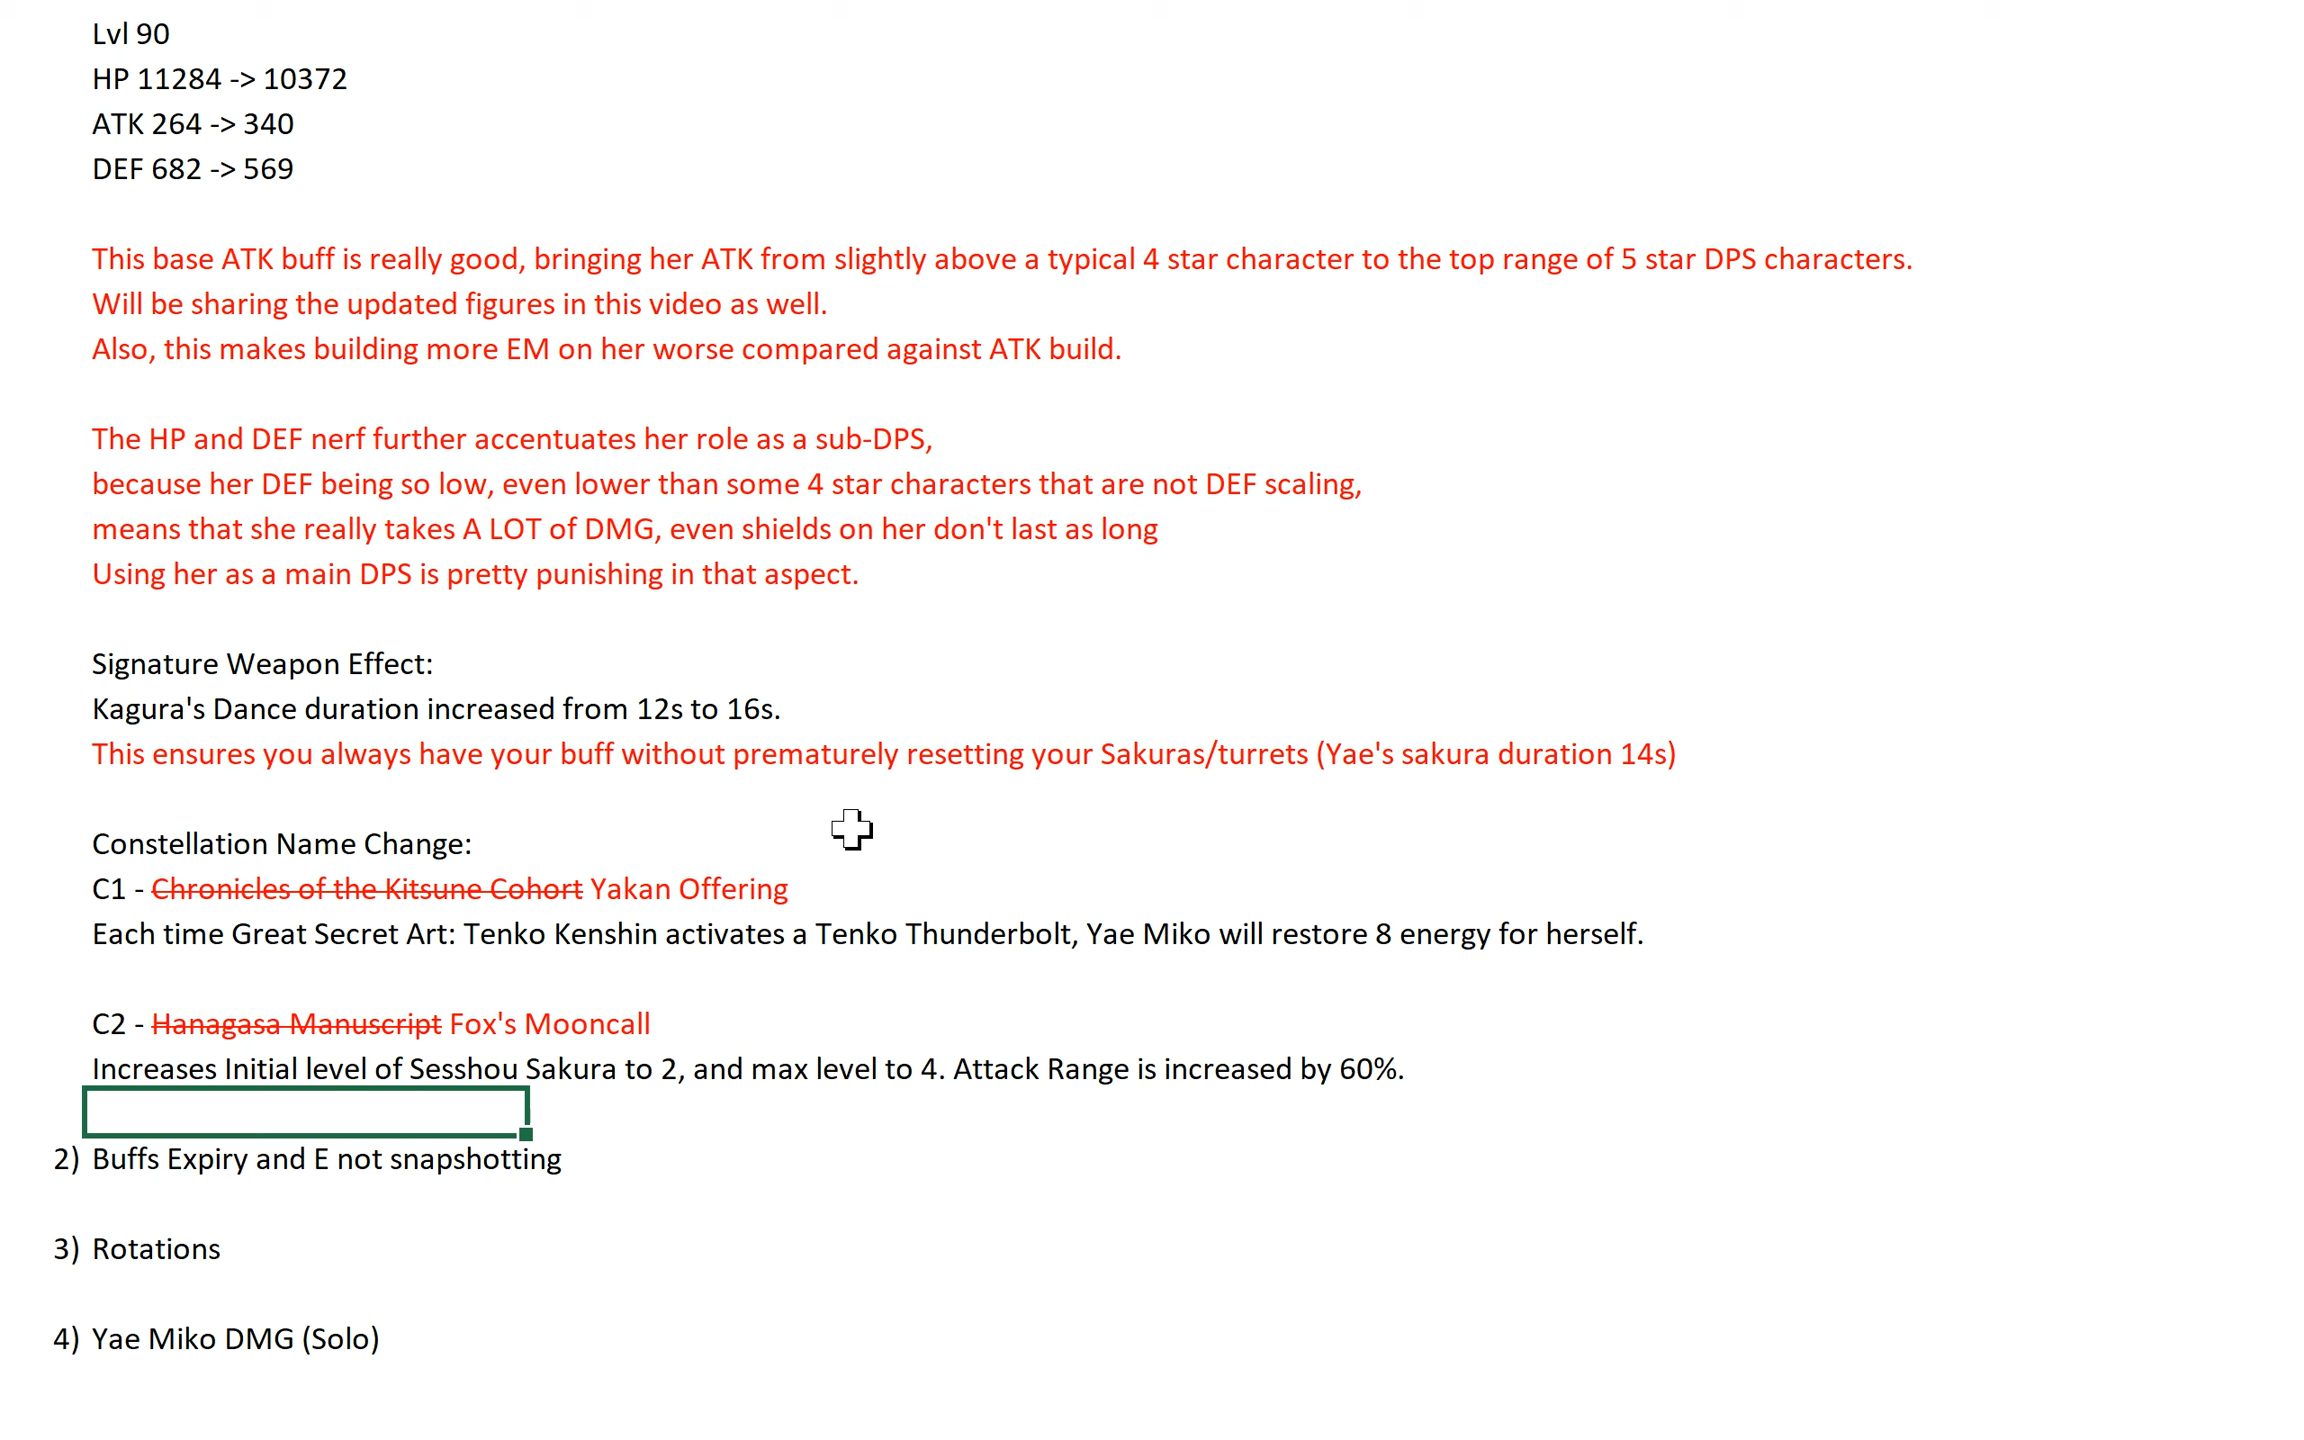 Lvl 90
HP 11284 -> 10372
ATK 264 -> 340
DEF 682 -> 569
This base ATK buff is really good, bringing her ATK from slightly above a typical 4 star character to the top range of 5 star DPS characters.
Will be sharing the updated figures in this video as well.
Also, this makes building more EM on her worse compared against ATK build.
The HP and DEF nerf further accentuates her role as a sub-DPS,
because her DEF being so low, even lower than some 4 star characters that are not DEF scaling,
means that she really takes A LOT of DMG, even shields on her don't last as long
Using her as a main DPS is pretty punishing in that aspect.
Signature Weapon Effect:
Kagura's Dance duration increased from 12s to 16s.
This ensures you always have your buff without prematurely resetting your Sakuras/turrets (Yae's sakura duration 14s)
Constellation Name Change:
C1 - Chronicles of the Kitsune Cohort Yakan Offering
Each time Great Secret Art: Tenko Kenshin activates a Tenko Thunderbolt, Yae Miko will restore 8 energy for herself.
C2 - Hanagasa Manuscript Fox's Mooncall
Increases Initial level of Sesshou Sakura to 2, and max level to 4. Attack Range is increased by 60%.
2) Buffs Expiry and E not snapshotting
3) Rotations
4) Yae Miko DMG (Solo)